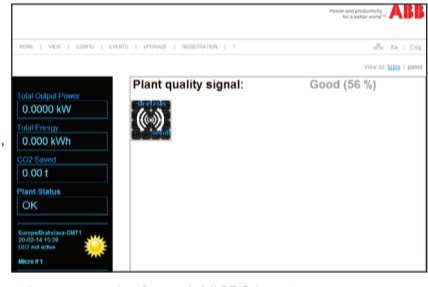 Power and productivity
for a better world™ ABB
HOME | VIEW | CONFIG | EVENTS | UPGRADE | REGISTRATION | ?
Ita | Eng
View as: table | panel
Plant quality signal: Good (56 %)
Total Output Power
0.0000 kW
Total Energy
0.000 kWh
CO2 Saved
0.00 t
Plant Status
OK
Europe/Bratislava-GMT1
20-02-14 15:39
DST not active
Micro # 1